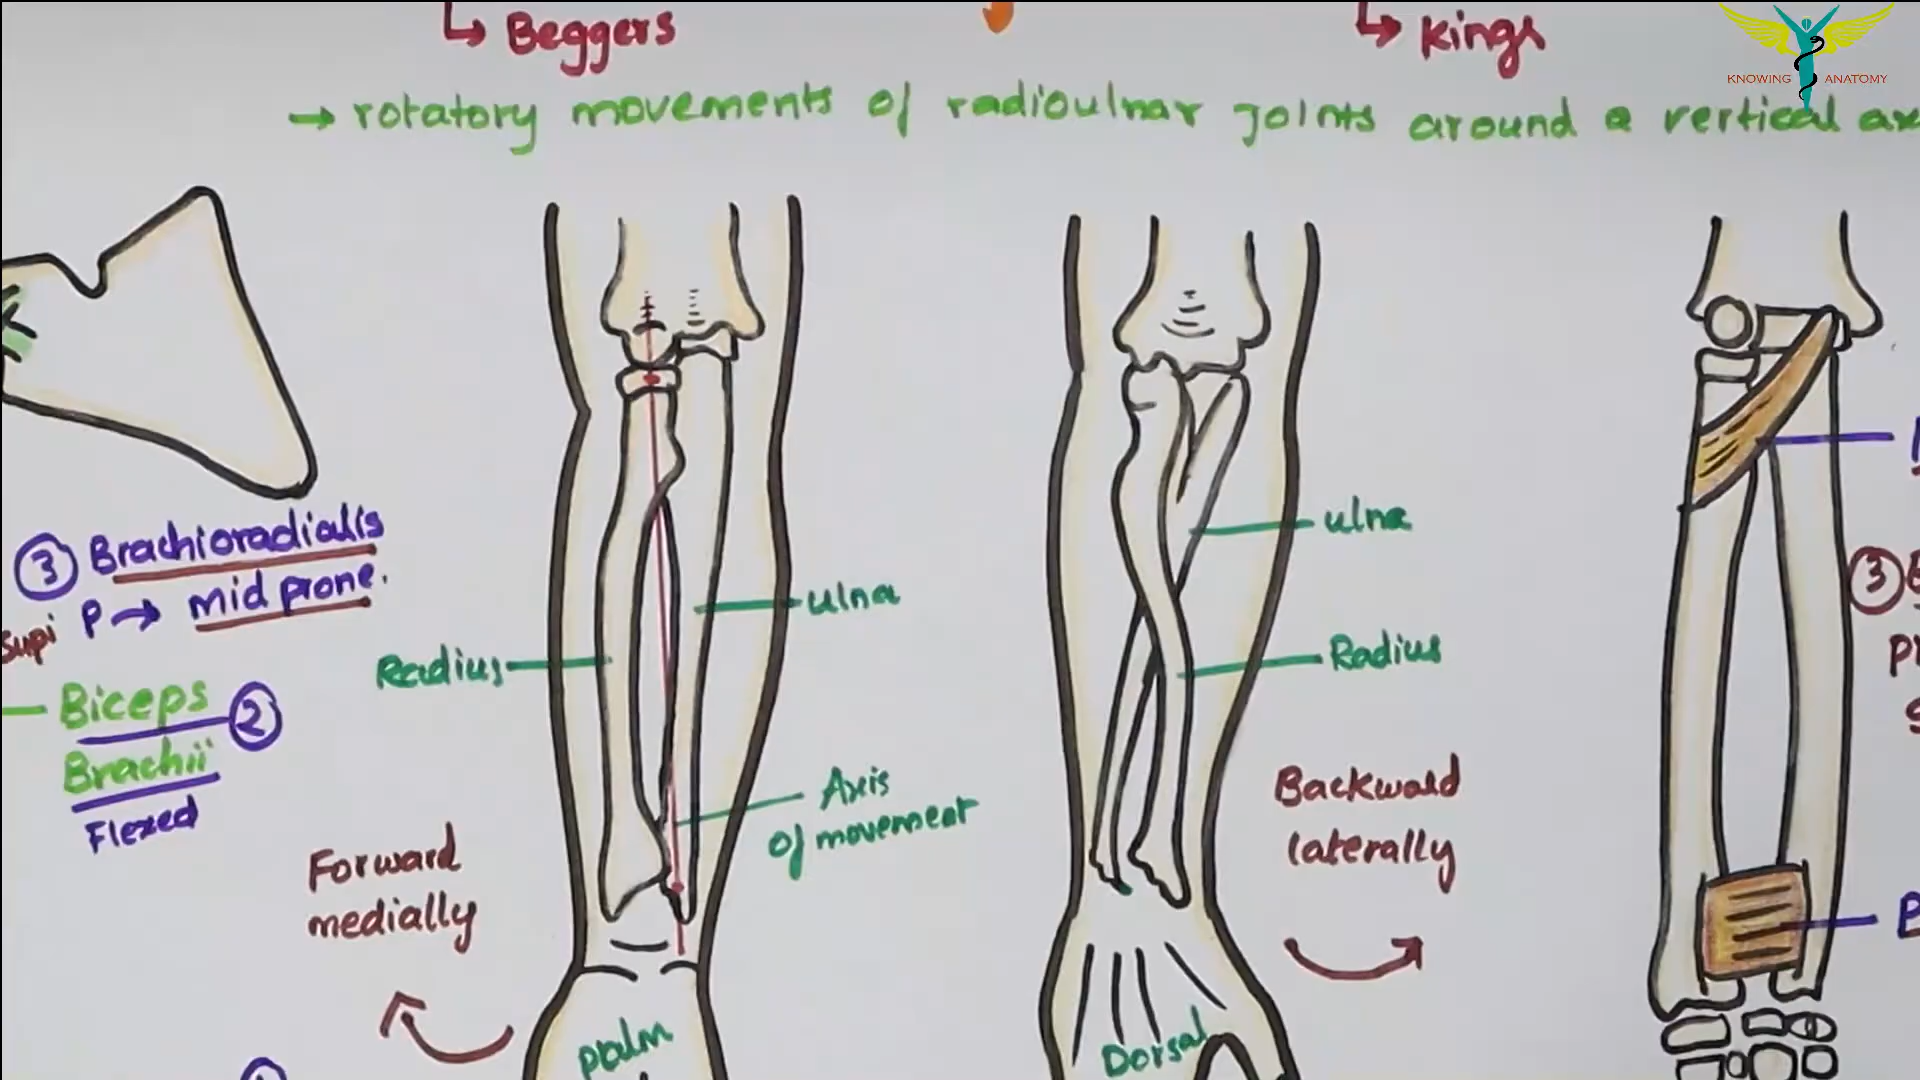 ↳ Beggers
↳ Kings
KNOWING ANATOMY
→ rotatory movements of radioulnar joints around a vertical
③ Brachioradialis
P → mid prone.
Supi
Biceps ②
Brachii
Flexed
Radius
ulna
Axis
of movement
Forward
medially
palm
ulna
Radius
Backward
laterally
Dorsal
③